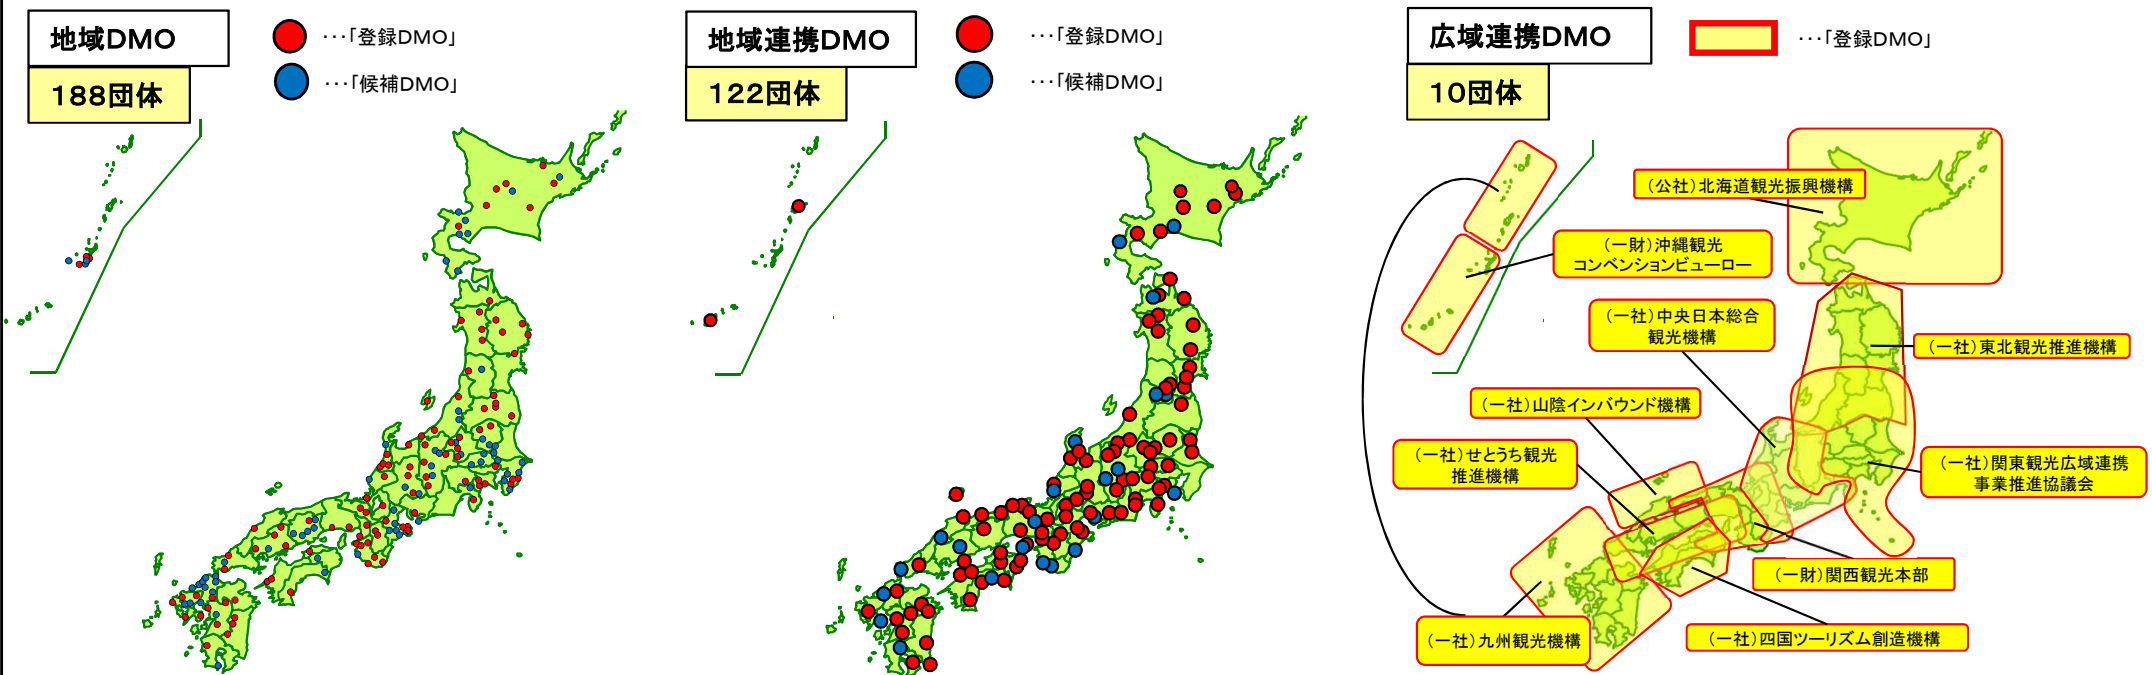 地域DMO
188団体
･･･「登録DMO」
･･･「候補DMO」
地域連携DMO
122団体
･･･「登録DMO」
･･･「候補DMO」
広域連携DMO
10団体
･･･「登録DMO」
（公社）北海道観光振興機構
（一財）沖縄観光
コンベンションビューロー
（一社）中央日本総合
観光機構
（一社）東北観光推進機構
（一社）山陰インバウンド機構
（一社）せとうち観光
推進機構
（一社）関東観光広域連携
事業推進協議会
（一財）関西観光本部
（一社）九州観光機構
（一社）四国ツーリズム創造機構